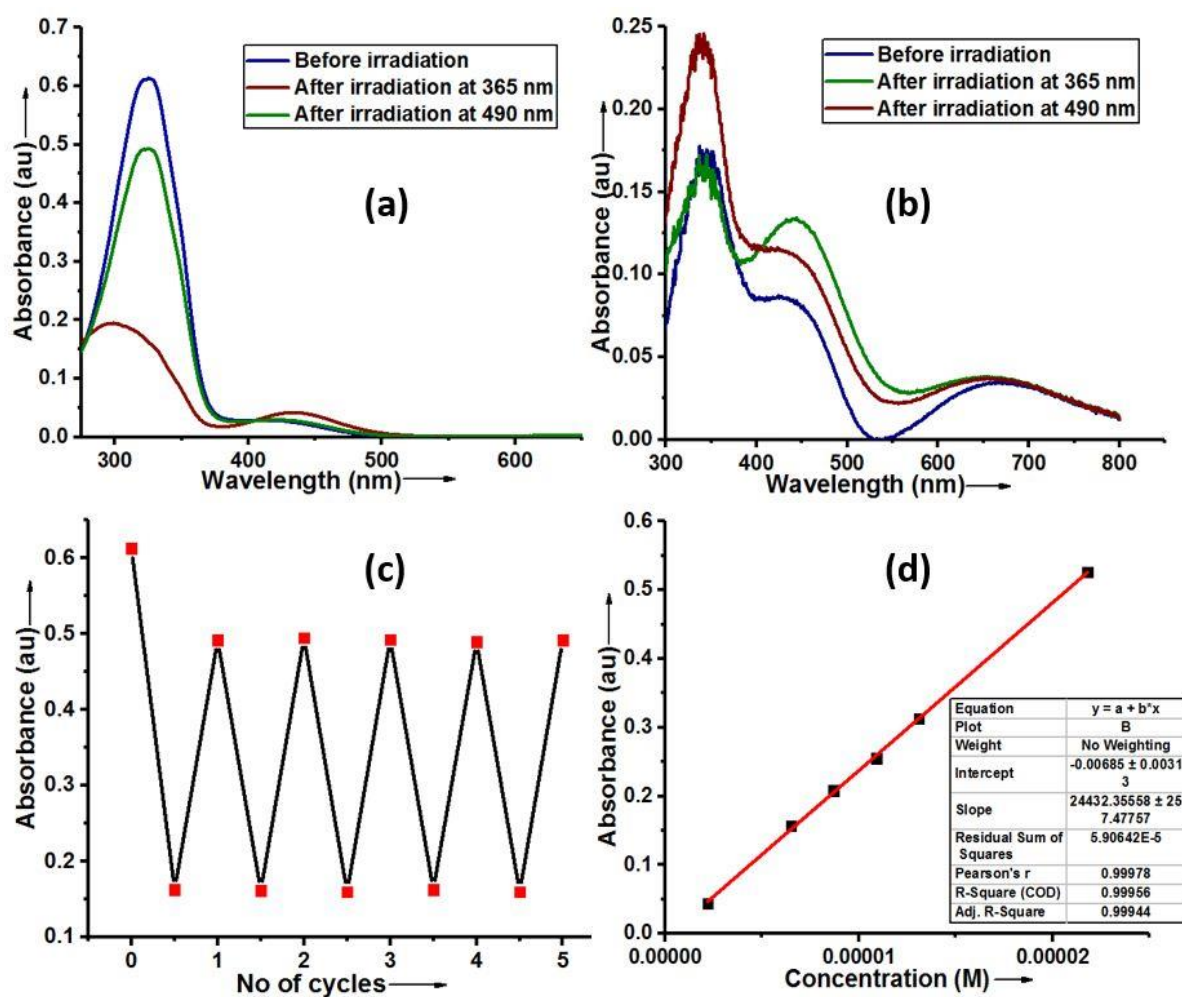 Before irradiation
After irradiation at 365 nm
After irradiation at 490 nm
(a)
0.7
0.6
0.5
0.4
0.3
0.2
0.1
0.0
Absorbance (au)
300 400 500 600
Wavelength (nm)
Before irradiation
After irradiation at 365 nm
After irradiation at 490 nm
(b)
0.25
0.20
0.15
0.10
0.05
0.00
Absorbance (au)
300 400 500 600 700 800
Wavelength (nm)
(c)
0.6
0.5
0.4
0.3
0.2
0.1
Absorbance (au)
0 1 2 3 4 5
No of cycles
(d)
0.6
0.5
0.4
0.3
0.2
0.1
0.0
Absorbance (au)
Equation y = a + b*x
Plot B
Weight No Weighting
Intercept -0.00685 ± 0.0031
3
Slope 24432.35558 ± 25
7.47757
Residual Sum of 5.90642E-5
Squares
Pearson's r 0.99978
R-Square (COD) 0.99956
Adj. R-Square 0.99944
0.00000 0.00001 0.00002
Concentration (M)